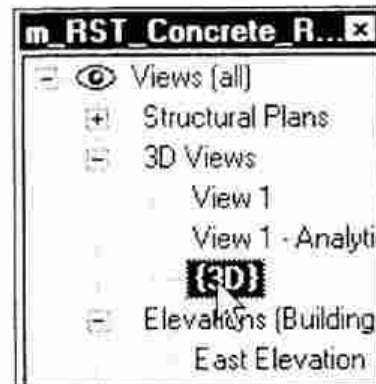 m_RST_Concrete_R...
Views (all)
Structural Plans
3D Views
View 1
View 1 - Analyti
{3D}
Elevations (Building
East Elevation